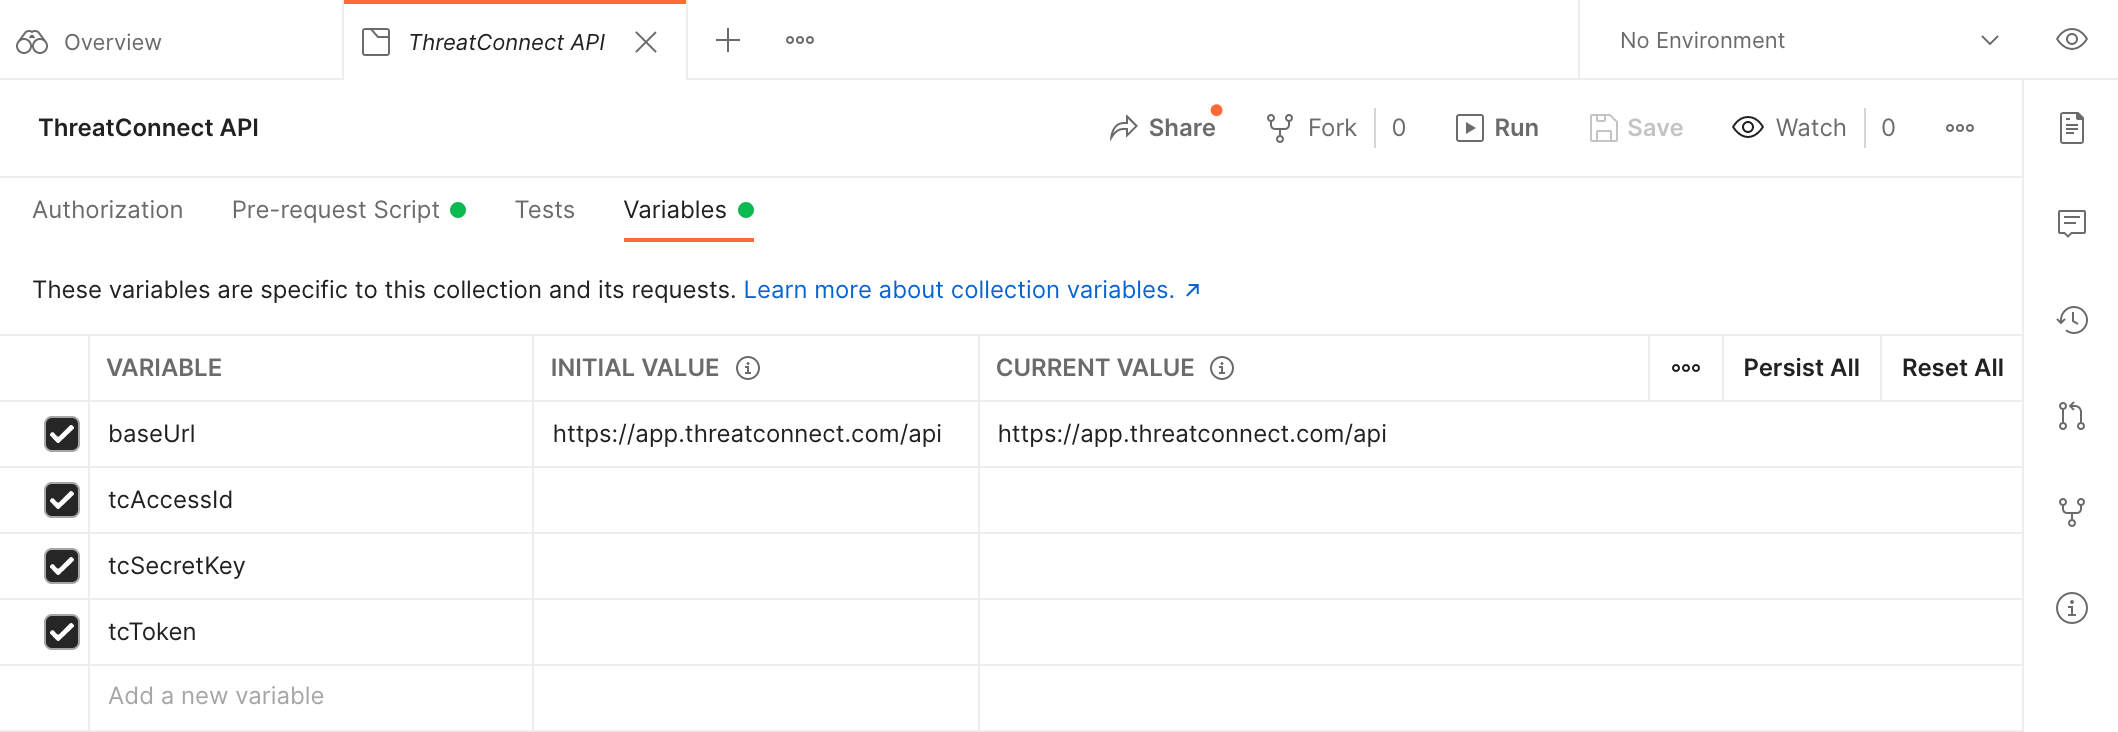 Overview
ThreatConnect API
No Environment
ThreatConnect API
Share
Fork 0
Run
Save
Watch 0
Authorization
Pre-request Script
Tests
Variables
These variables are specific to this collection and its requests. Learn more about collection variables. ↗
VARIABLE INITIAL VALUE CURRENT VALUE Persist All Reset All
baseUrl https://app.threatconnect.com/api https://app.threatconnect.com/api
tcAccessId
tcSecretKey
tcToken
Add a new variable